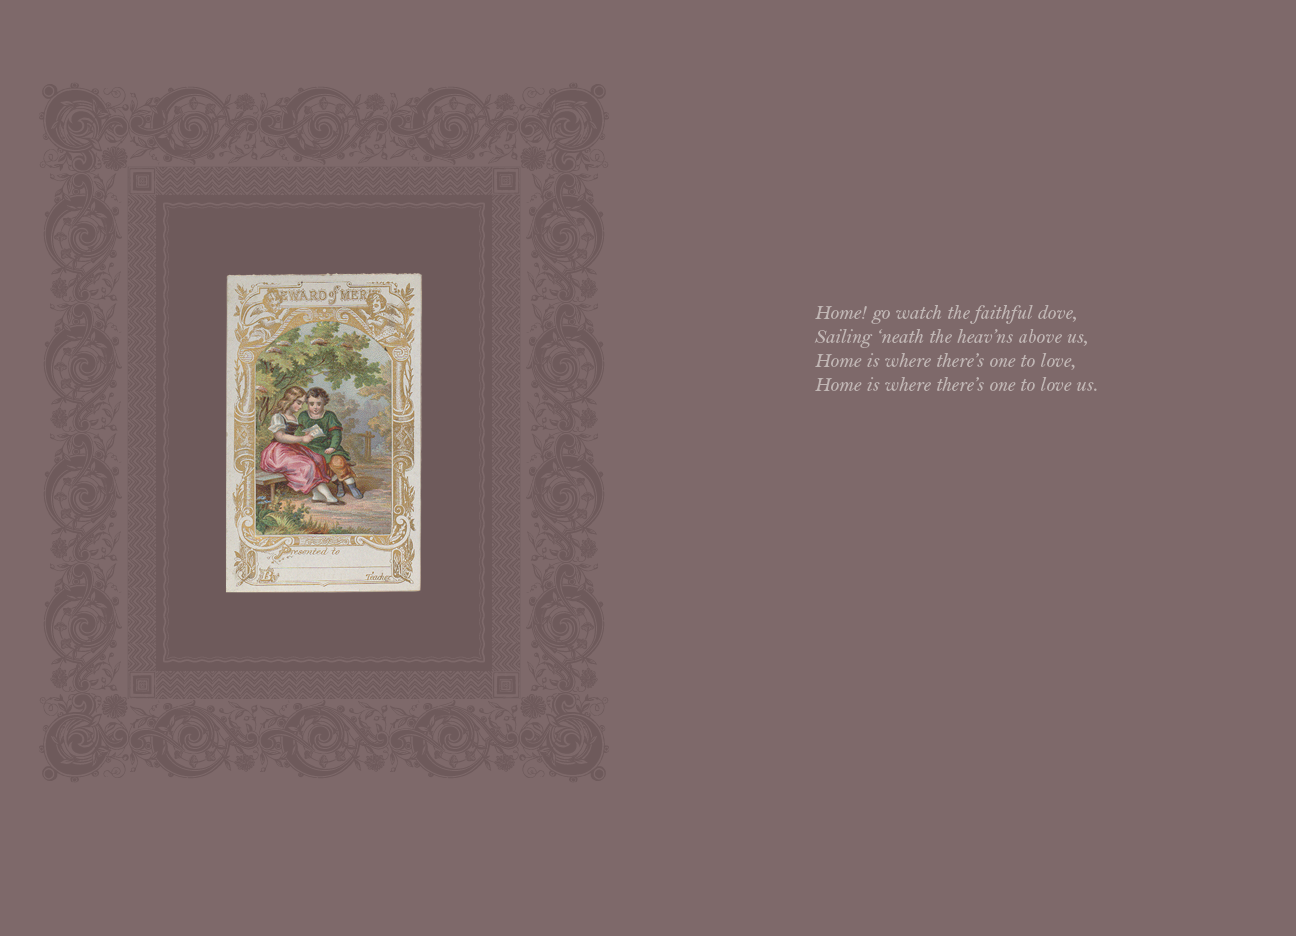 REWARD of MERIT
Presented to
By
Teacher
Home! go watch the faithful dove,
Sailing ‘neath the heav’ns above us,
Home is where there’s one to love,
Home is where there’s one to love us.